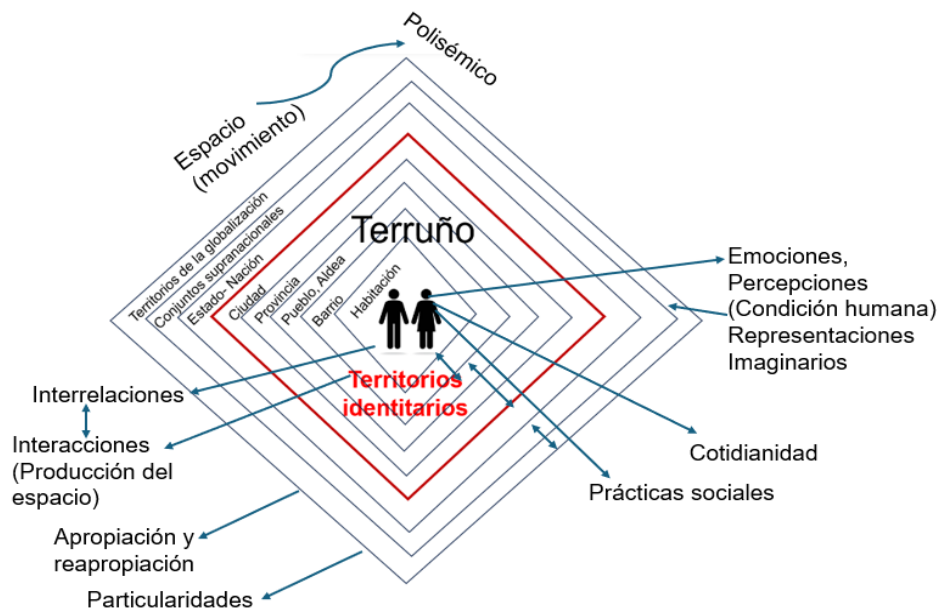 Polisémico
Espacio
(movimiento)
Territorios de la globalización
Conjuntos supranacionales
Estado- Nación
Ciudad
Provincia
Pueblo, Aldea
Barrio
Habitación
Terruño
Territorios
identitarios
Emociones,
Percepciones
(Condición humana)
Representaciones
Imaginarios
Interrelaciones
Interacciones
(Producción del
espacio)
Cotidianidad
Prácticas sociales
Apropiación y
reapropiación
Particularidades